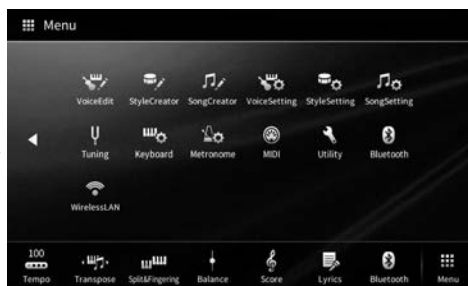 Menu
VoiceEdit StyleCreator SongCreator VoiceSetting StyleSetting SongSetting
Tuning Keyboard Metronome MIDI Utility Bluetooth
WirelessLAN
100
Tempo Transpose Split&Fingering Balance Score Lyrics Bluetooth Menu